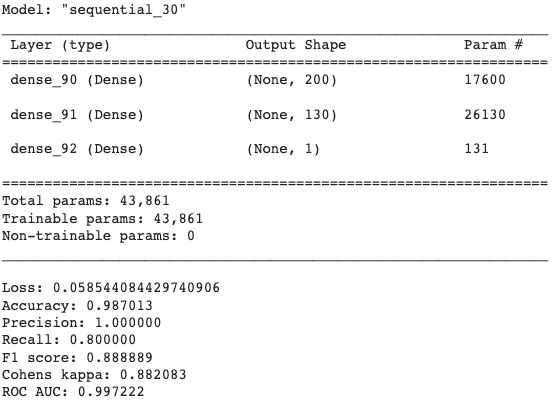 Model: "sequential_30"
Layer (type) Output Shape Param #
dense_90 (Dense) (None, 200) 17600
dense_91 (Dense) (None, 130) 26130
dense_92 (Dense) (None, 1) 131
Total params: 43,861
Trainable params: 43,861
Non-trainable params: 0
Loss: 0.058544084429740906
Accuracy: 0.987013
Precision: 1.000000
Recall: 0.800000
F1 score: 0.888889
Cohens kappa: 0.882083
ROC AUC: 0.997222